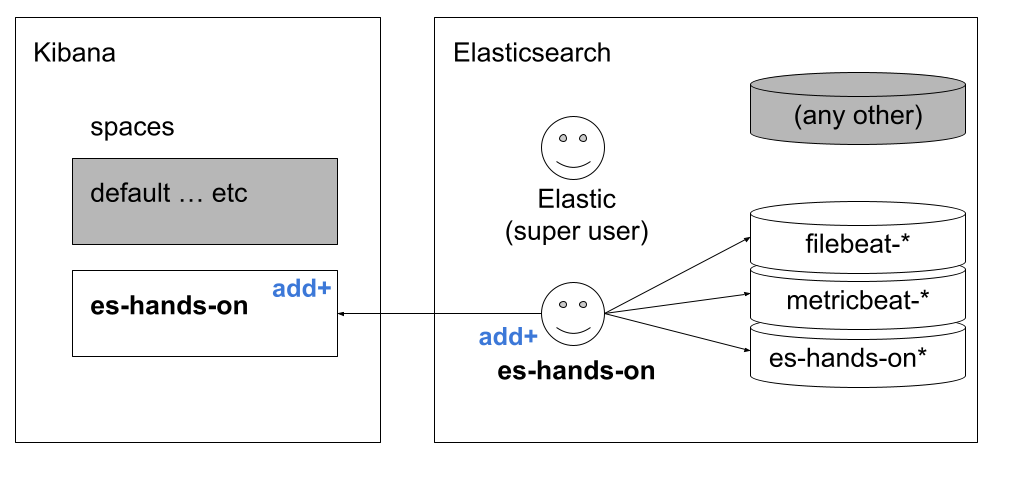 Kibana
spaces
default … etc
add+
es-hands-on
Elasticsearch
Elastic
(super user)
add+
es-hands-on
(any other)
filebeat-*
metricbeat-*
es-hands-on*